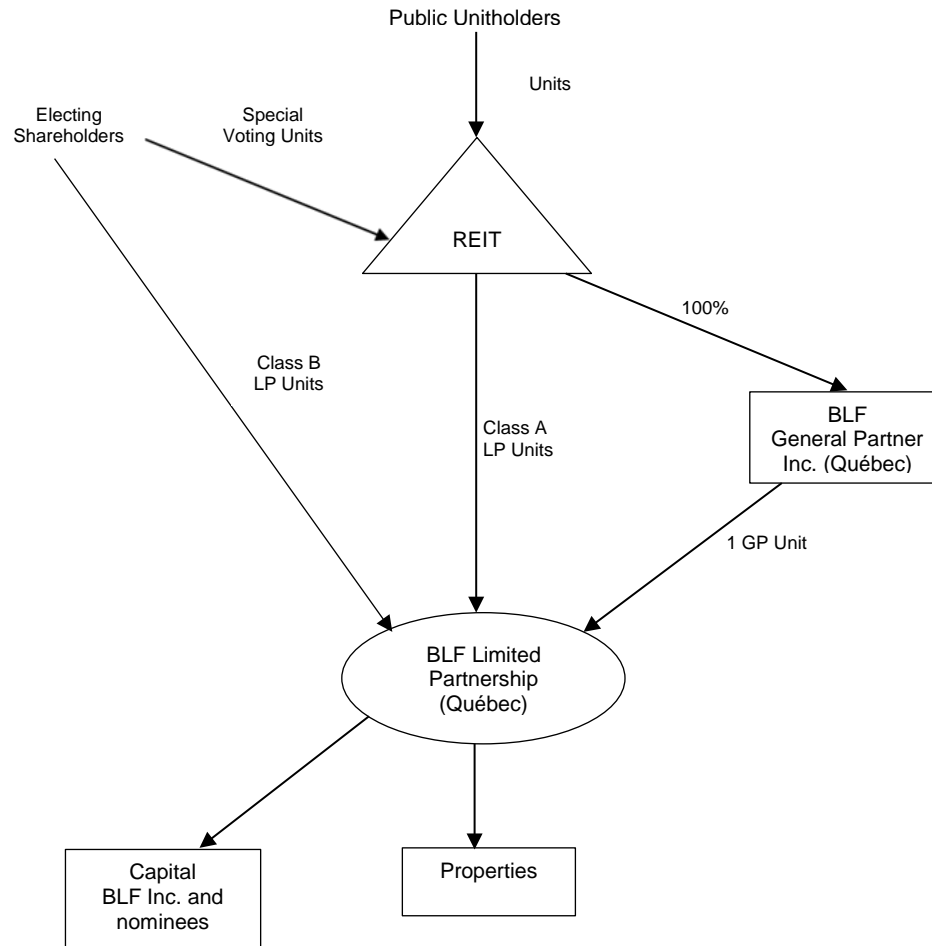 Public Unitholders
Units
Electing
Shareholders
Special
Voting Units
REIT
100%
Class B
LP Units
Class A
LP Units
BLF
General Partner
Inc. (Québec)
1 GP Unit
BLF Limited
Partnership
(Québec)
Capital
BLF Inc. and
nominees
Properties